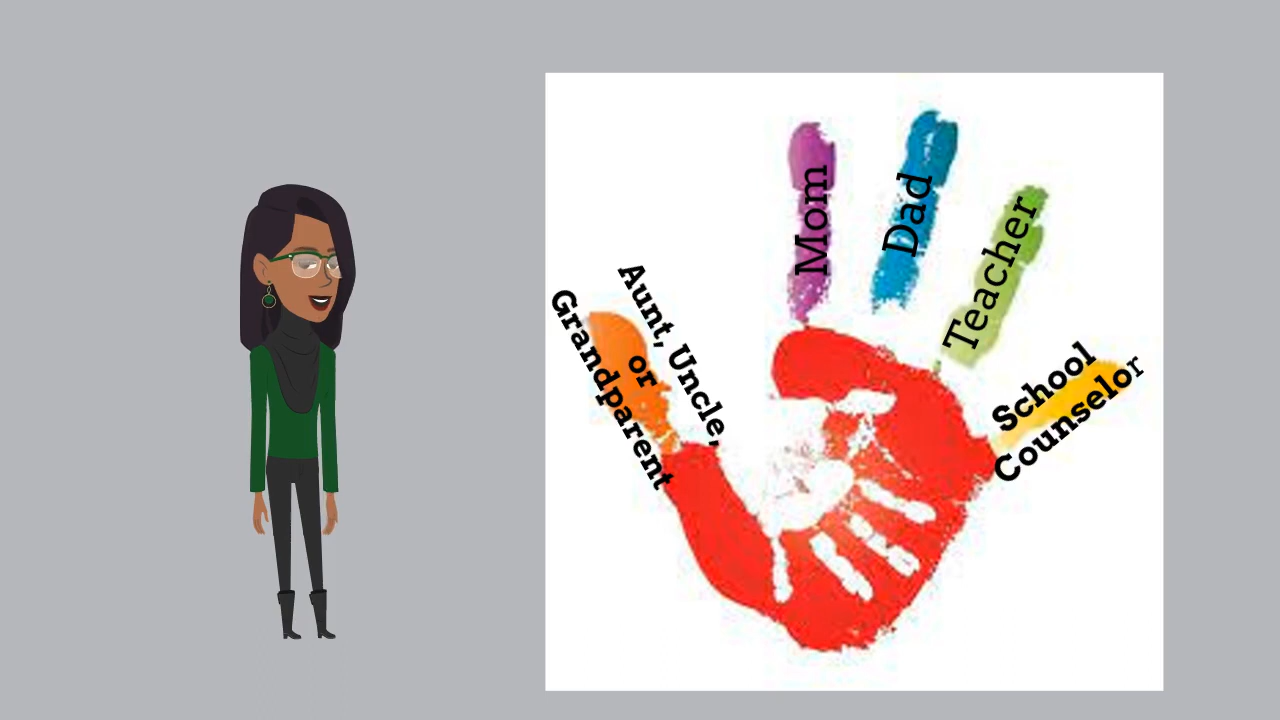 Aunt, Uncle,
or
Grandparent
Mom
Dad
Teacher
School
Counselor